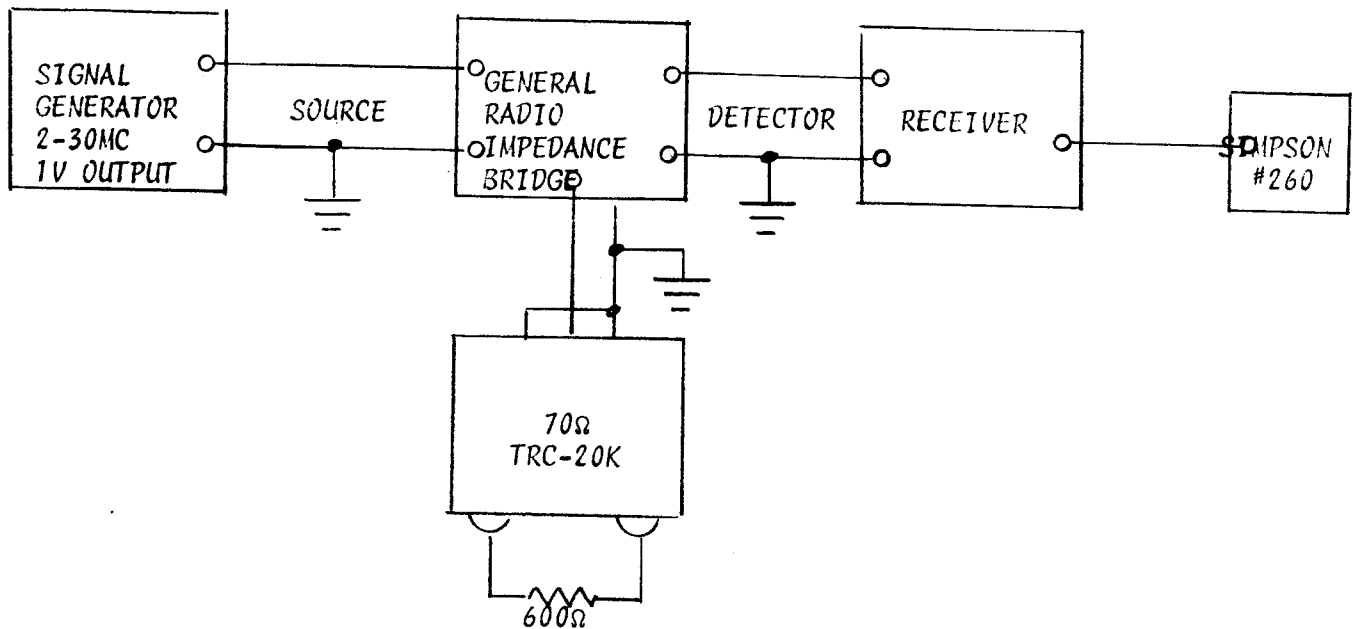 SIGNAL
GENERATOR
2-30MC
1V OUTPUT
SOURCE
GENERAL
RADIO
IMPEDANCE
BRIDGE
DETECTOR
RECEIVER
SIMPSON
#260
70Ω
TRC-20K
600Ω